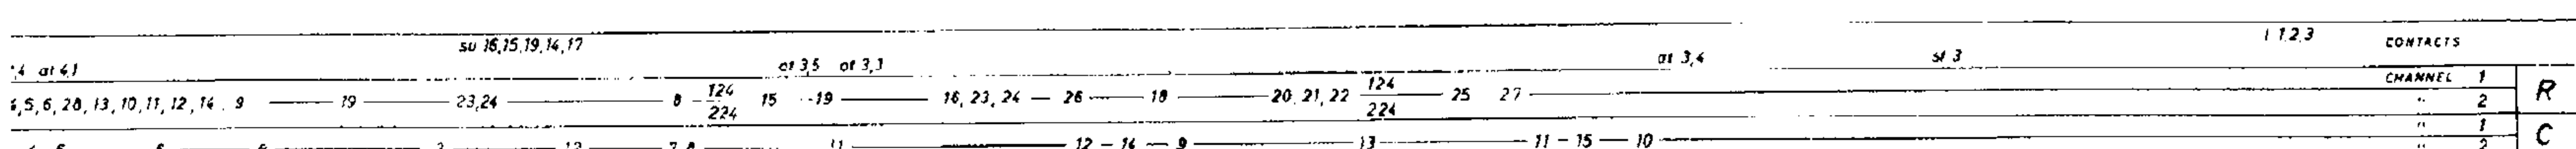 su 16,15,19,14,17 1 1.2.3 CONTACTS
at 4,1 at 3,5 at 3,3 at 3,4 st 3
CHANNEL 1
5,6, 28, 13, 10, 11, 12, 14 . 9 19 23,24 8 124 15 19 16, 23, 24 26 18 20, 21, 22 124 25 27 R
224 224 " 2
" 1
12 - 14 - 9 13 11 - 15 - 10 " 2 C